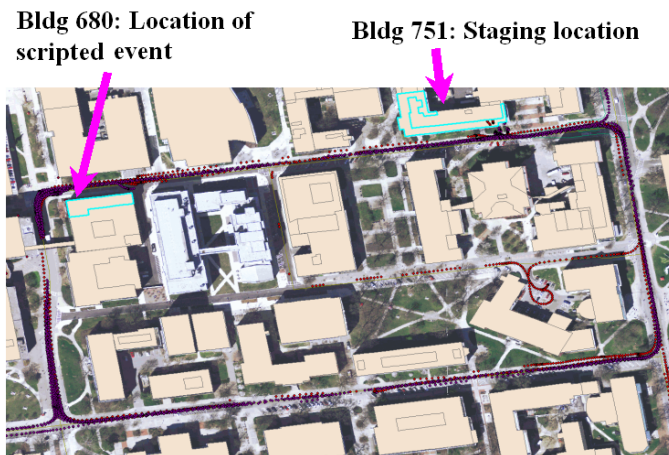 Bldg 680: Location of
scripted event
Bldg 751: Staging location